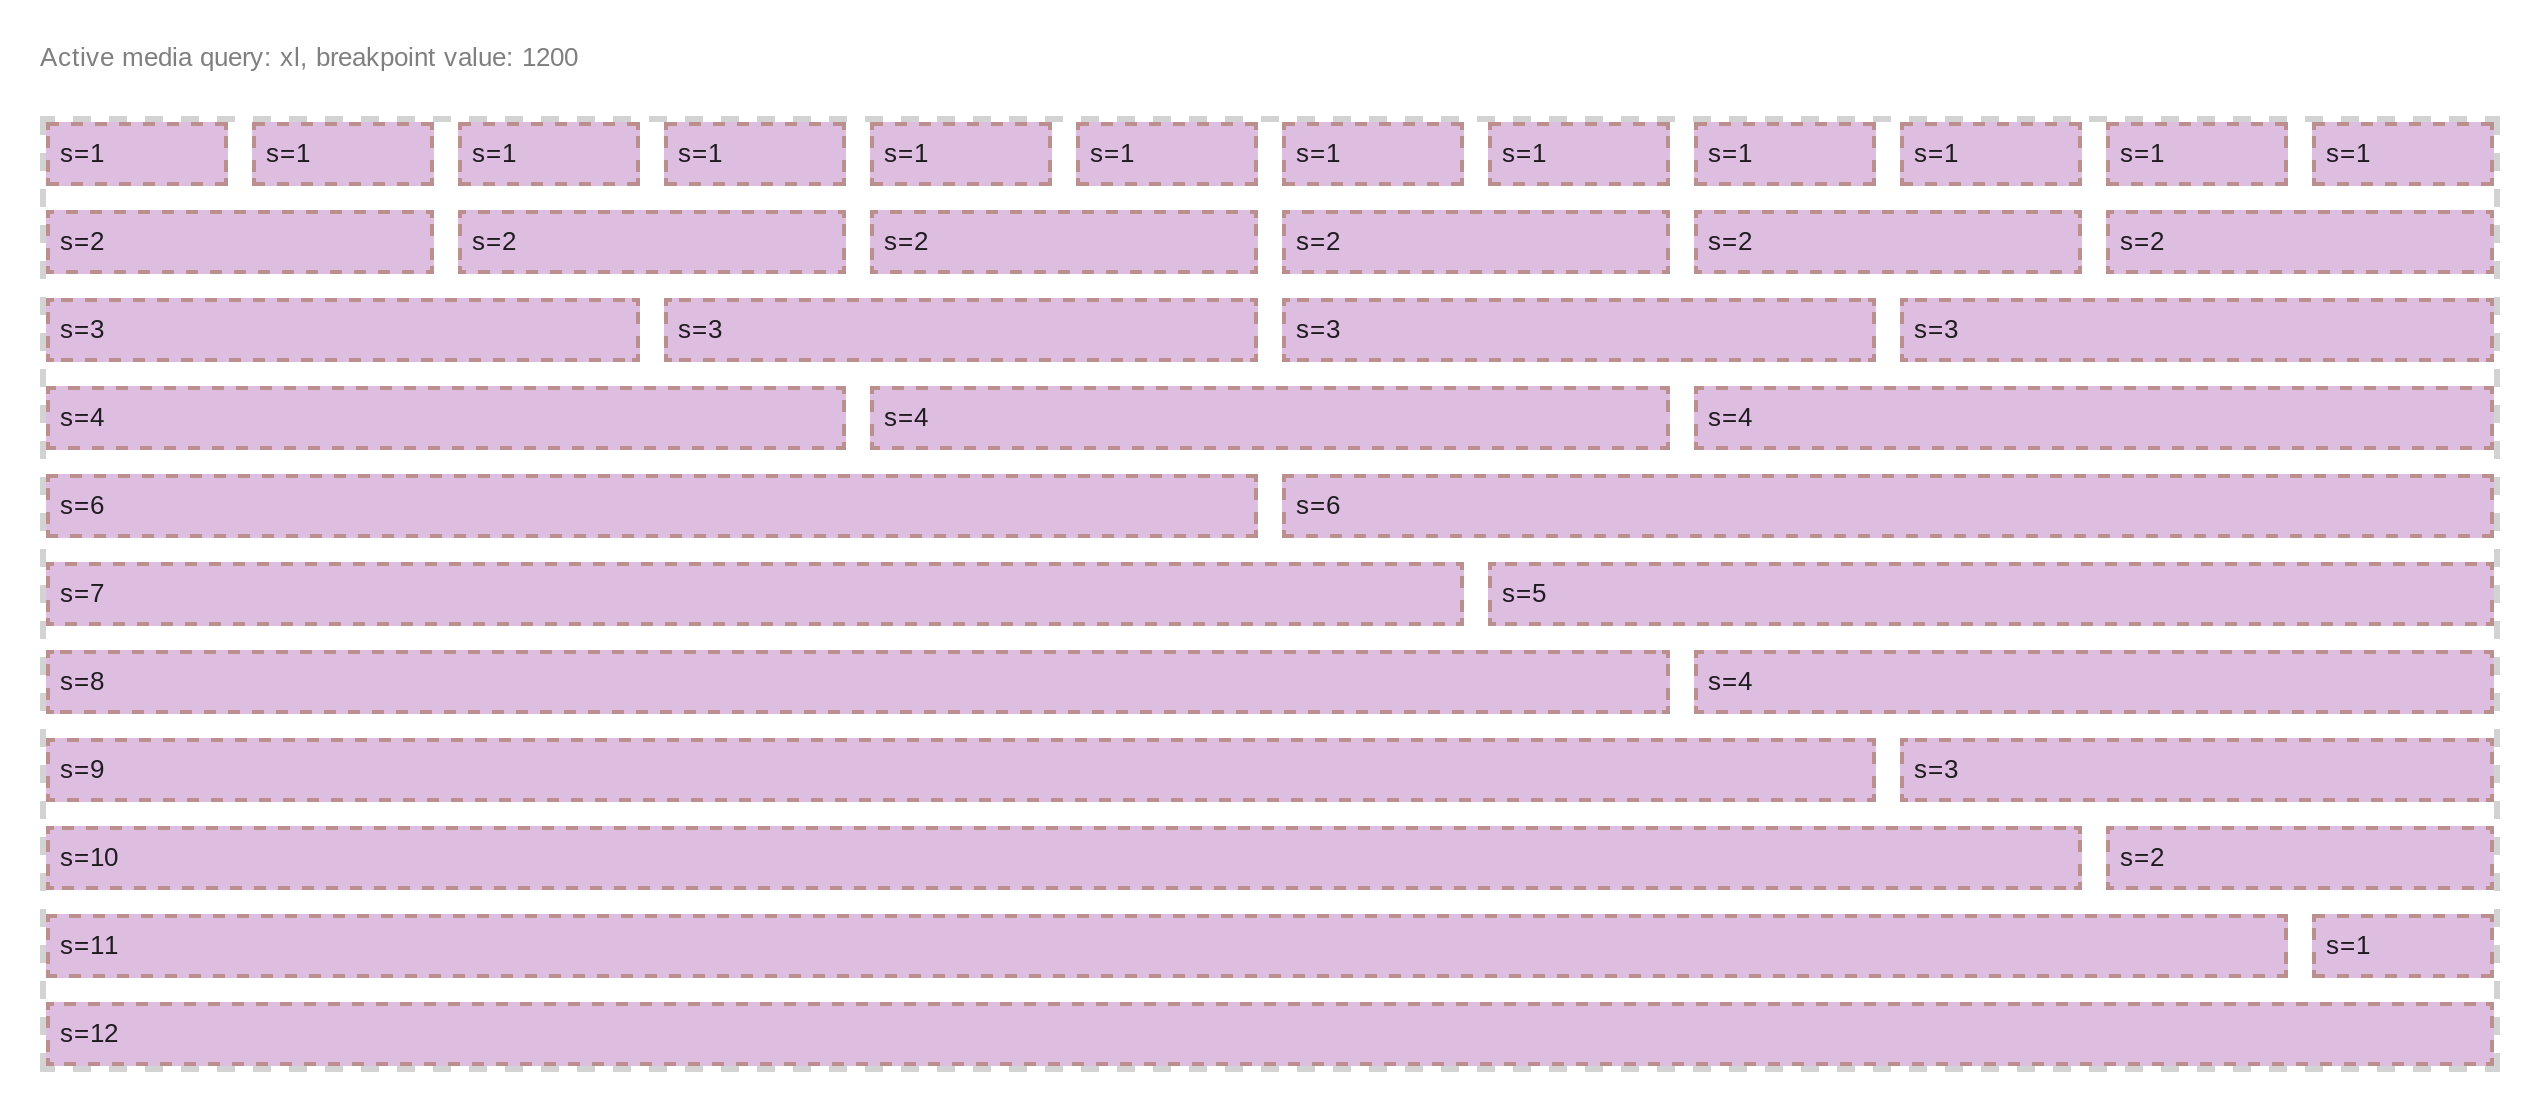 Active media query: xl, breakpoint value: 1200
s=1 s=1 s=1 s=1 s=1 s=1 s=1 s=1 s=1 s=1 s=1 s=1
s=2 s=2 s=2 s=2 s=2 s=2
s=3 s=3 s=3 s=3
s=4 s=4 s=4
s=6 s=6
s=7 s=5
s=8 s=4
s=9 s=3
s=10 s=2
s=11 s=1
s=12